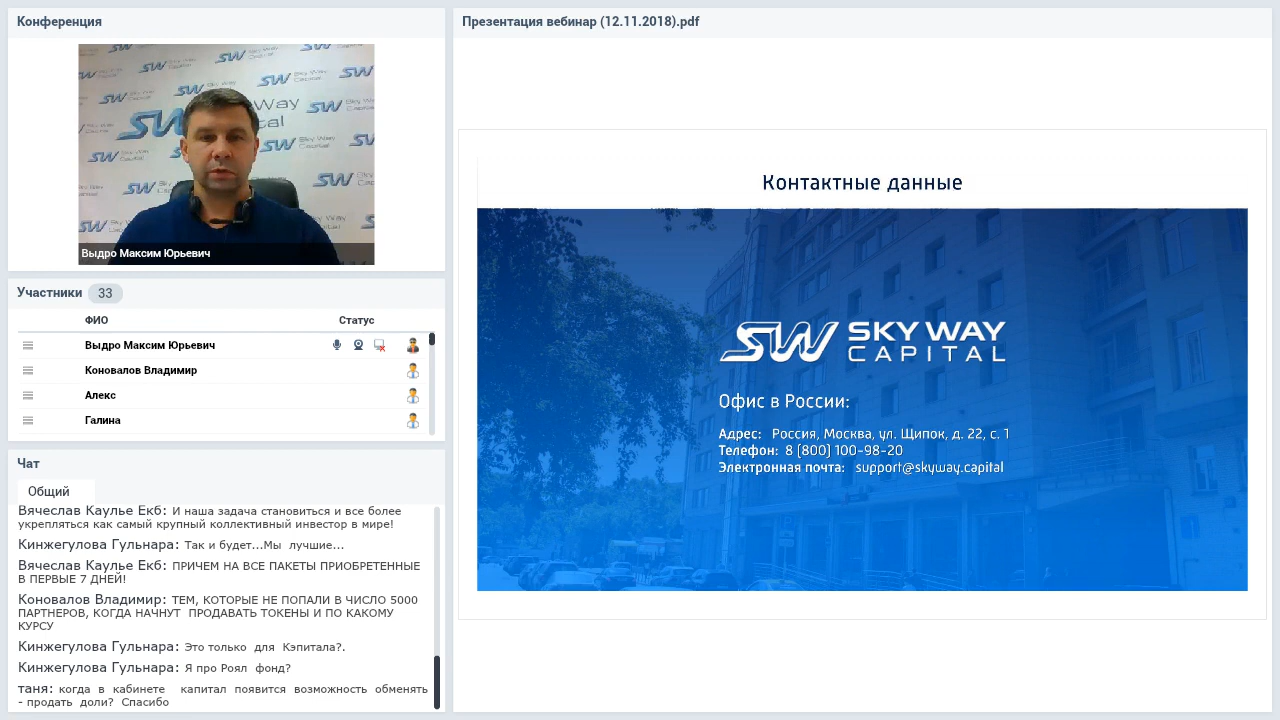 Конференция
SW Sky Way Capital
Выдро Максим Юрьевич
Участники 33
ФИО Статус
Выдро Максим Юрьевич
Коновалов Владимир
Алекс
Галина
Чат
Общий
Вячеслав Каулье Екб: И наша задача становиться и все более
укрепляться как самый крупный коллективный инвестор в мире!
Кинжегулова Гульнара: Так и будет...Мы лучшие...
Вячеслав Каулье Екб: ПРИЧЕМ НА ВСЕ ПАКЕТЫ ПРИОБРЕТЕННЫЕ
В ПЕРВЫЕ 7 ДНЕЙ!
Коновалов Владимир: ТЕМ, КОТОРЫЕ НЕ ПОПАЛИ В ЧИСЛО 5000
ПАРТНЕРОВ, КОГДА НАЧНУТ ПРОДАВАТЬ ТОКЕНЫ И ПО КАКОМУ
КУРСУ
Кинжегулова Гульнара: Это только для Кэпитала?.
Кинжегулова Гульнара: Я про Роял фонд?
таня: когда в кабинете капитал появится возможность обменять
- продать доли? Спасибо
Презентация вебинар (12.11.2018).pdf
Контактные данные
SW SKY WAY
CAPITAL
Офис в России:
Адрес: Россия, Москва, ул. Щипок, д. 22, с. 1
Телефон: 8 (800) 100-98-20
Электронная почта: support@skyway.capital